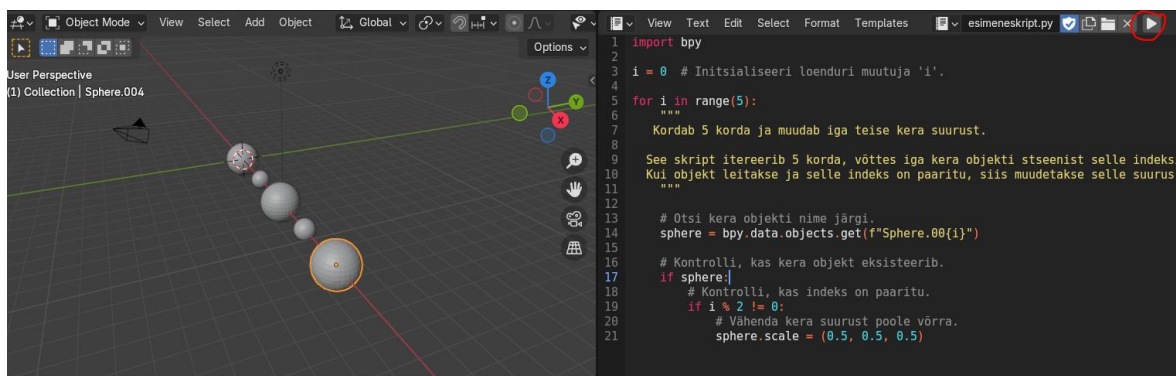 Object Mode View Select Add Object Global
Options
User Perspective
(1) Collection | Sphere.004
Z
Y
X
View Text Edit Select Format Templates esimeneskript.py
1 import bpy
2
3 i = 0 # Initsialiseeri loenduri muutuja 'i'.
4
5 for i in range(5):
6 """
7 Kordab 5 korda ja muudab iga teise kera suurust.
8
9 See skript itereerib 5 korda, võttes iga kera objekti stseenist selle indeks
10 Kui objekt leitakse ja selle indeks on paaritu, siis muudetakse selle suurus
11 """
12
13 # Otsi kera objekti nime järgi.
14 sphere = bpy.data.objects.get(f"Sphere.00{i}")
15
16 # Kontrolli, kas kera objekt eksisteerib.
17 if sphere:
18 # Kontrolli, kas indeks on paaritu.
19 if i % 2 != 0:
20 # Vähenda kera suurust poole võrra.
21 sphere.scale = (0.5, 0.5, 0.5)